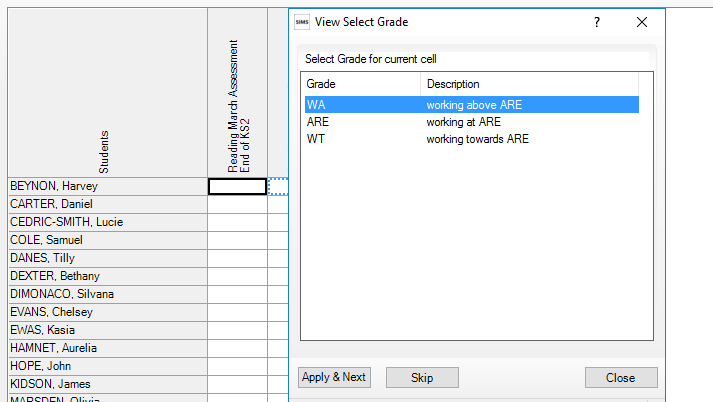 SIMS View Select Grade ?
Select Grade for current cell
Grade Description
WA working above ARE
ARE working at ARE
WT working towards ARE
Apply & Next Skip Close
Students
Reading March Assessment
End of KS2
BEYNON, Harvey
CARTER, Daniel
CEDRIC-SMITH, Lucie
COLE, Samuel
DANES, Tilly
DEXTER, Bethany
DIMONACO, Silvana
EVANS, Chelsey
EWAS, Kasia
HAMNET, Aurelia
HOPE, John
KIDSON, James
MARSDEN, Olivia